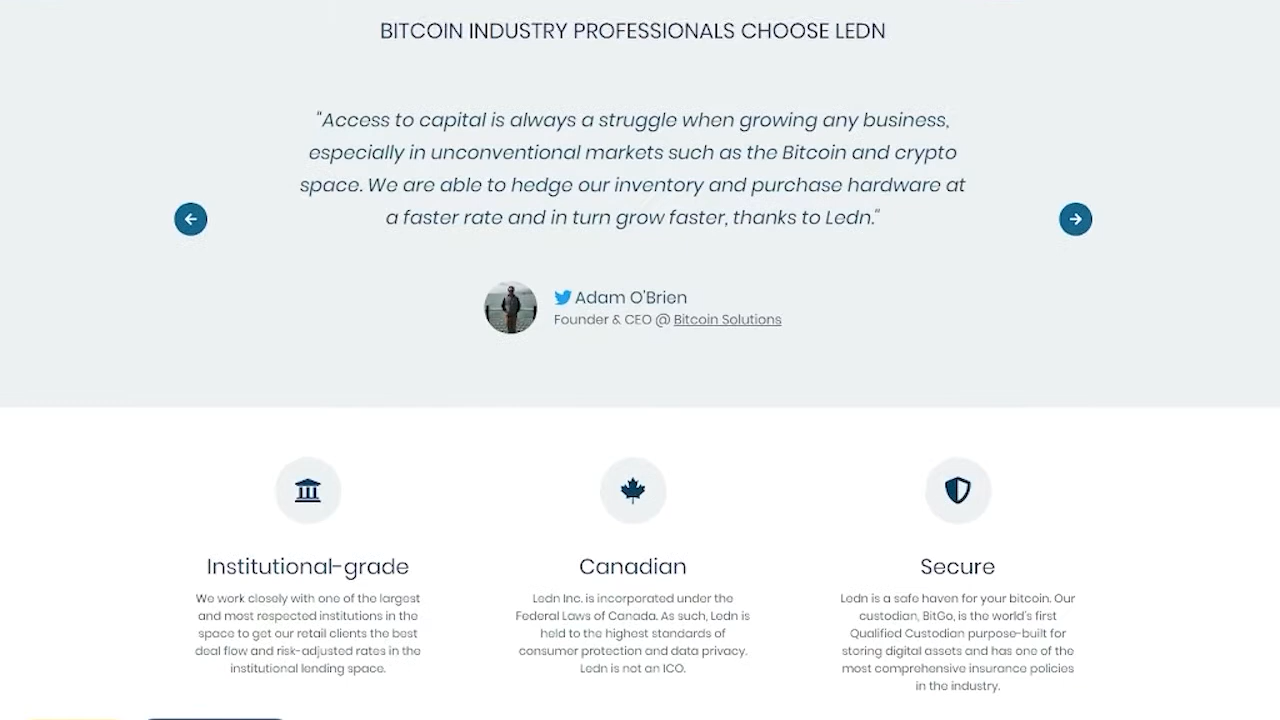 BITCOIN INDUSTRY PROFESSIONALS CHOOSE LEDN
"Access to capital is always a struggle when growing any business,
especially in unconventional markets such as the Bitcoin and crypto
space. We are able to hedge our inventory and purchase hardware at
a faster rate and in turn grow faster, thanks to Ledn."
Adam O'Brien
Founder & CEO @ Bitcoin Solutions
Institutional-grade
We work closely with one of the largest
and most respected institutions in the
space to get our retail clients the best
deal flow and risk-adjusted rates in the
institutional lending space.
Canadian
Ledn Inc. is incorporated under the
Federal Laws of Canada. As such, Ledn is
held to the highest standards of
consumer protection and data privacy.
Ledn is not an ICO.
Secure
Ledn is a safe haven for your bitcoin. Our
custodian, BitGo, is the world's first
Qualified Custodian purpose-built for
storing digital assets and has one of the
most comprehensive insurance policies
in the industry.